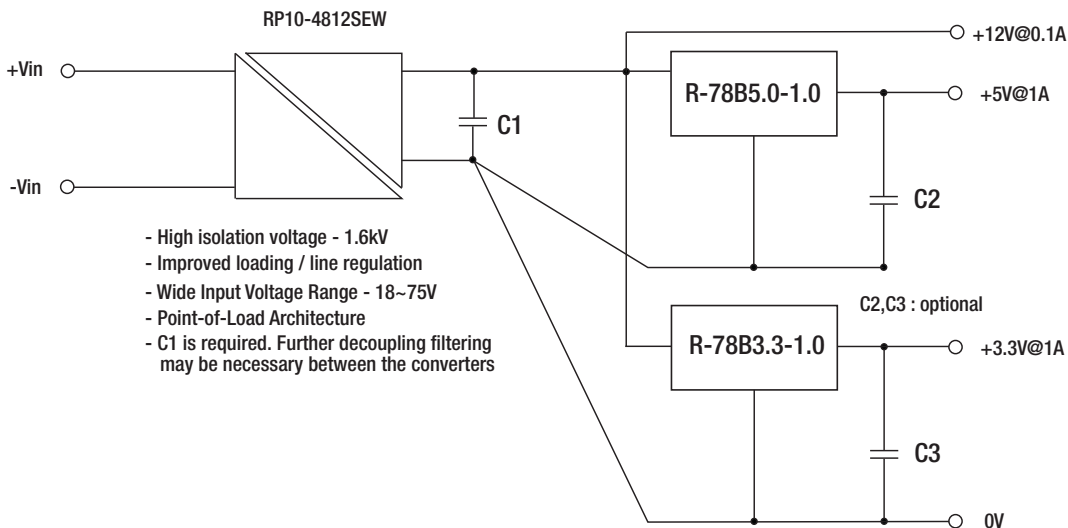 RP10-4812SEW
+12V@0.1A
+Vin
R-78B5.0-1.0
+5V@1A
C1
-Vin
C2
- High isolation voltage - 1.6kV
- Improved loading / line regulation
- Wide Input Voltage Range - 18~75V
- Point-of-Load Architecture
- C1 is required. Further decoupling filtering
may be necessary between the converters
C2,C3 : optional
R-78B3.3-1.0
+3.3V@1A
C3
0V